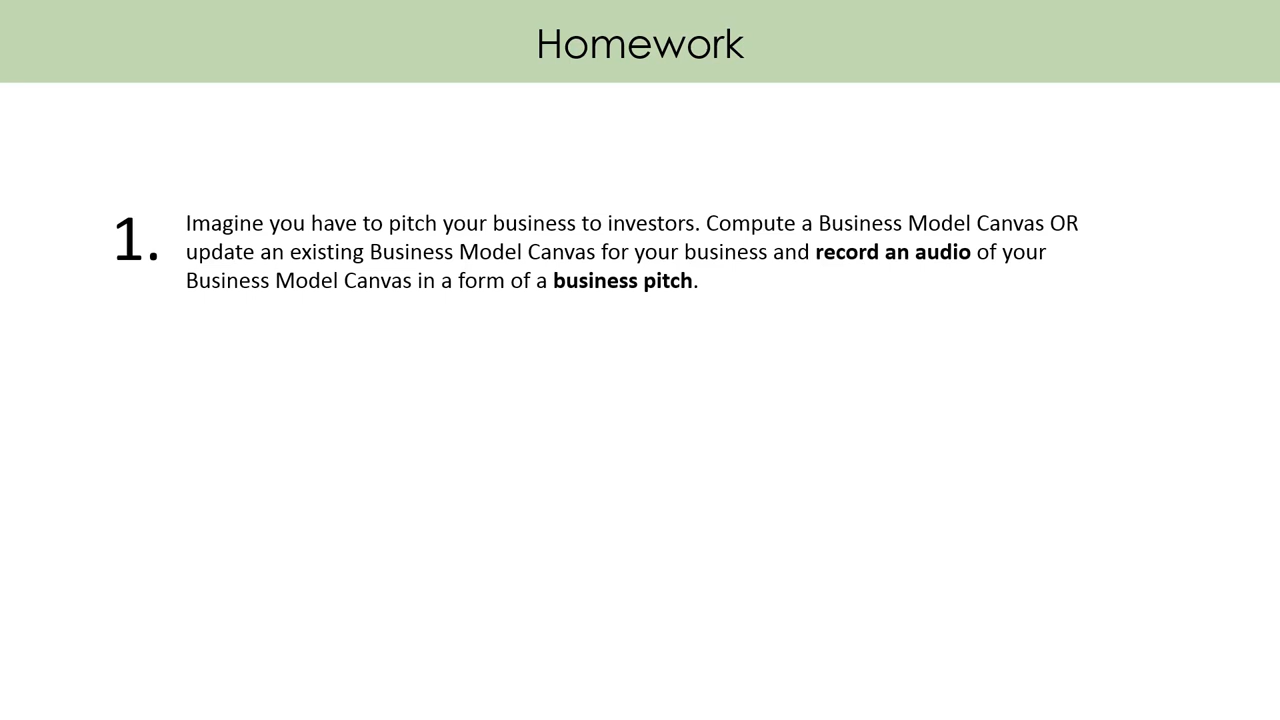 Homework
1. Imagine you have to pitch your business to investors. Compute a Business Model Canvas OR
update an existing Business Model Canvas for your business and record an audio of your
Business Model Canvas in a form of a business pitch.